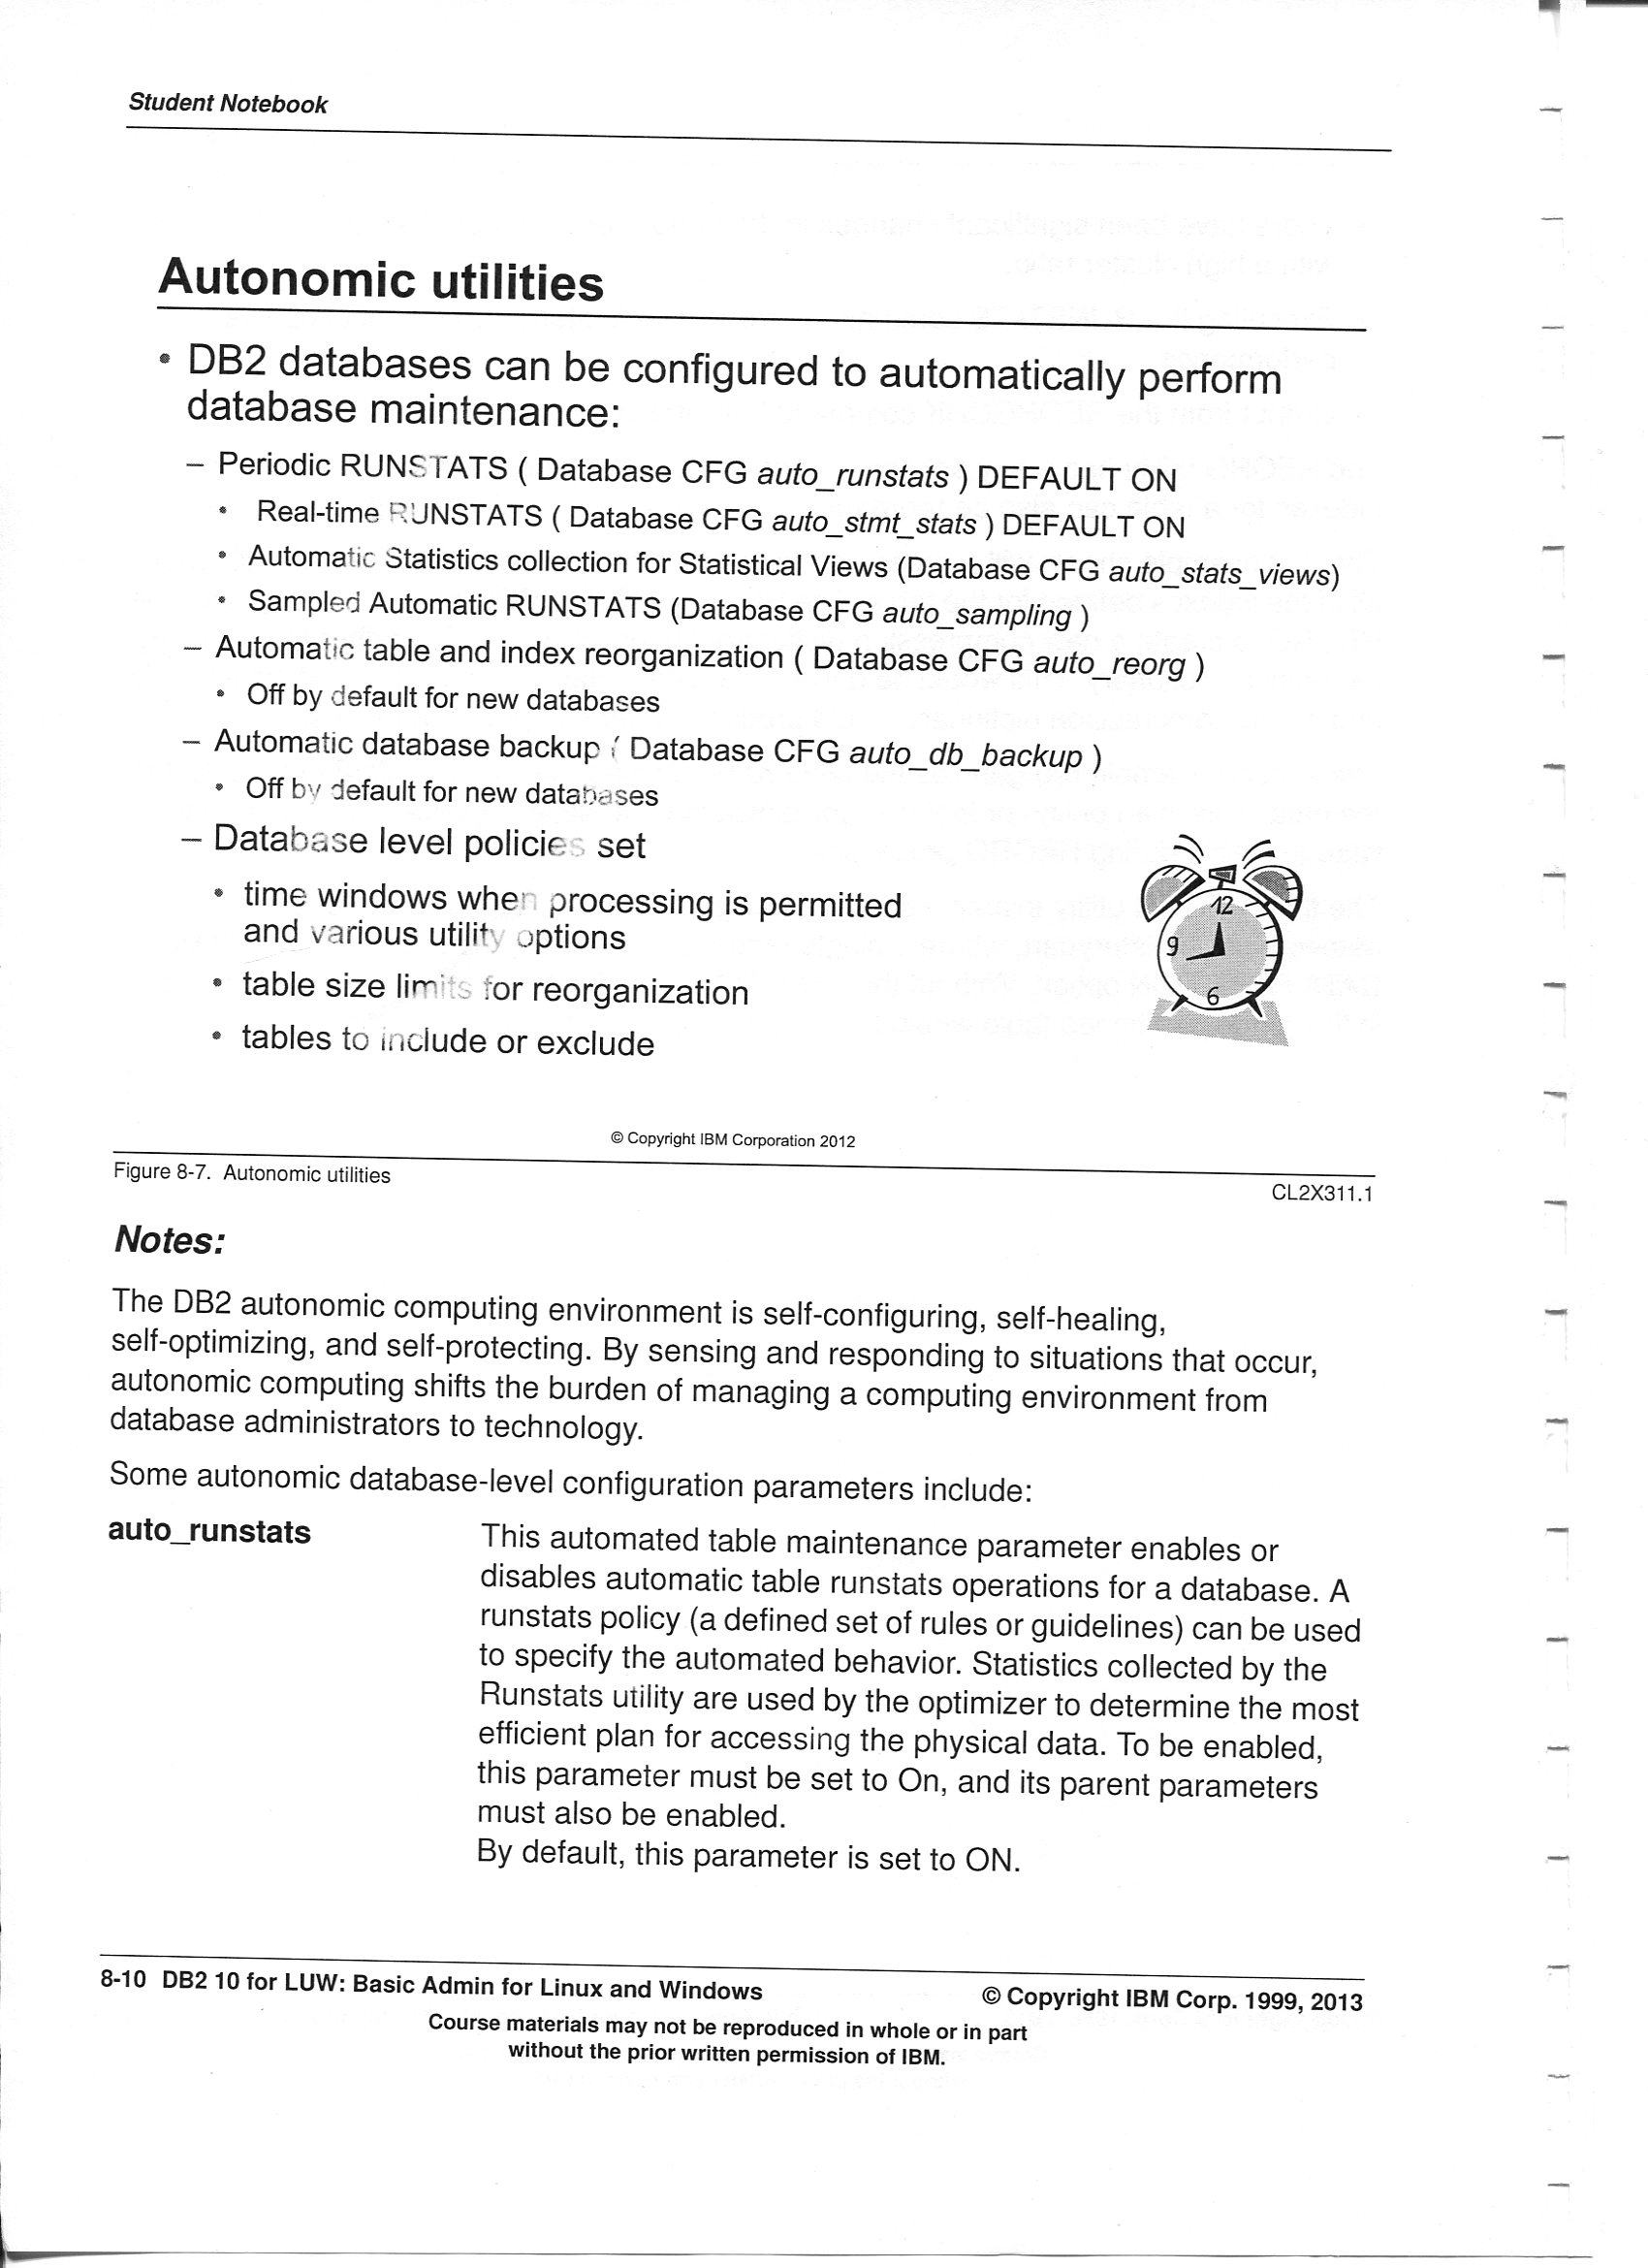 Student Notebook
Autonomic utilities
• DB2 databases can be configured to automatically perform
database maintenance:
– Periodic RUNSTATS ( Database CFG auto_runstats ) DEFAULT ON
• Real-time RUNSTATS ( Database CFG auto_stmt_stats ) DEFAULT ON
• Automatic Statistics collection for Statistical Views (Database CFG auto_stats_views)
• Sampled Automatic RUNSTATS (Database CFG auto_sampling )
– Automatic table and index reorganization ( Database CFG auto_reorg )
• Off by default for new databases
– Automatic database backup ( Database CFG auto_db_backup )
• Off by default for new databases
– Database level policies set
• time windows when processing is permitted
and various utility options
• table size limits for reorganization
• tables to include or exclude
12
9
6
© Copyright IBM Corporation 2012
Figure 8-7. Autonomic utilities
CL2X311.1
Notes:
The DB2 autonomic computing environment is self-configuring, self-healing,
self-optimizing, and self-protecting. By sensing and responding to situations that occur,
autonomic computing shifts the burden of managing a computing environment from
database administrators to technology.
Some autonomic database-level configuration parameters include:
auto_runstats
This automated table maintenance parameter enables or
disables automatic table runstats operations for a database. A
runstats policy (a defined set of rules or guidelines) can be used
to specify the automated behavior. Statistics collected by the
Runstats utility are used by the optimizer to determine the most
efficient plan for accessing the physical data. To be enabled,
this parameter must be set to On, and its parent parameters
must also be enabled.
By default, this parameter is set to ON.
8-10 DB2 10 for LUW: Basic Admin for Linux and Windows
© Copyright IBM Corp. 1999, 2013
Course materials may not be reproduced in whole or in part
without the prior written permission of IBM.